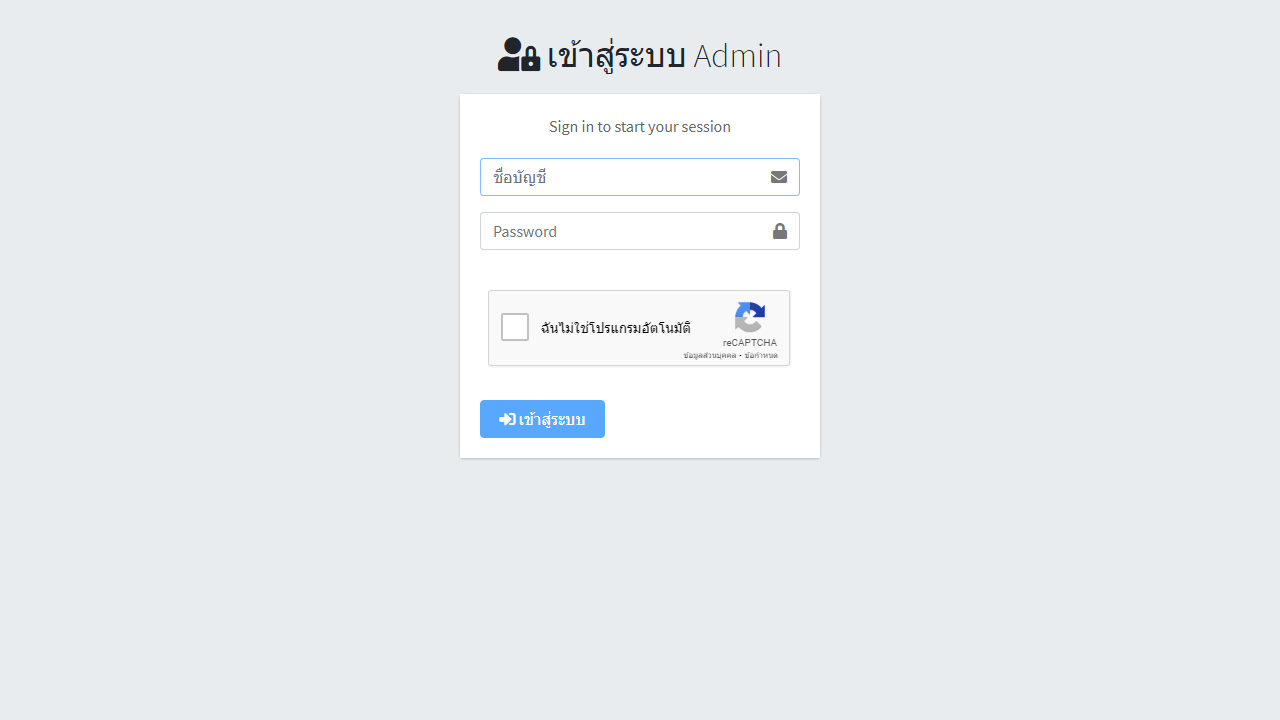 เข้าสู่ระบบ Admin
Sign in to start your session
ชื่อบัญชี
Password
ฉันไม่ใช่โปรแกรมอัตโนมัติ
reCAPTCHA
ข้อมูลส่วนบุคคล - ข้อกำหนด
เข้าสู่ระบบ